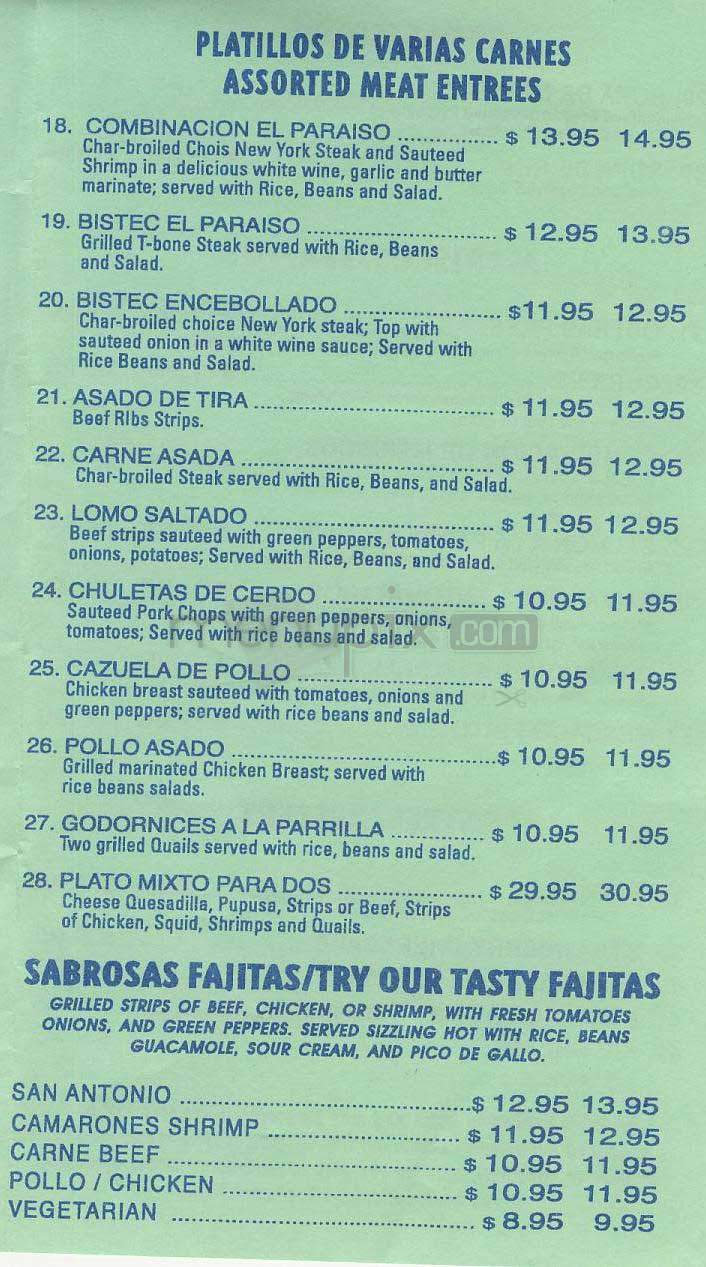 PLATILLOS DE VARIAS CARNES
ASSORTED MEAT ENTREES
18. COMBINACION EL PARAISO ............... $ 13.95 14.95
Char-broiled Chois New York Steak and Sauteed
Shrimp in a delicious white wine, garlic and butter
marinate; served with Rice, Beans and Salad.
19. BISTEC EL PARAISO ............................ $ 12.95 13.95
Grilled T-bone Steak served with Rice, Beans
and Salad.
20. BISTEC ENCEBOLLADO ....................... $11.95 12.95
Char-broiled choice New York steak; Top with
sauteed onion in a white wine sauce; Served with
Rice Beans and Salad.
21. ASADO DE TIRA ................................... $ 11.95 12.95
Beef RIbs Strips.
22. CARNE ASADA ..................................... $ 11.95 12.95
Char-broiled Steak served with Rice, Beans, and Salad.
23. LOMO SALTADO ................................... $ 11.95 12.95
Beef strips sauteed with green peppers, tomatoes,
onions, potatoes; Served with Rice, Beans, and Salad.
24. CHULETAS DE CERDO ........................ $ 10.95 11.95
Sauteed Pork Chops with green peppers, onions,
tomatoes; Served with rice beans and salad.
menupix.com
25. CAZUELA DE POLLO ............................ $ 10.95 11.95
Chicken breast sauteed with tomatoes, onions and
green peppers; served with rice beans and salad.
26. POLLO ASADO .......................................$ 10.95 11.95
Grilled marinated Chicken Breast; served with
rice beans salads.
27. GODORNICES A LA PARRILLA .............. $ 10.95 11.95
Two grilled Quails served with rice, beans and salad.
28. PLATO MIXTO PARA DOS ..................... $ 29.95 30.95
Cheese Quesadilla, Pupusa, Strips or Beef, Strips
of Chicken, Squid, Shrimps and Quails.
SABROSAS FAJITAS/TRY OUR TASTY FAJITAS
GRILLED STRIPS OF BEEF, CHICKEN, OR SHRIMP, WITH FRESH TOMATOES
ONIONS, AND GREEN PEPPERS. SERVED SIZZLING HOT WITH RICE, BEANS
GUACAMOLE, SOUR CREAM, AND PICO DE GALLO.
SAN ANTONIO ..........................................$ 12.95 13.95
CAMARONES SHRIMP ............................ $ 11.95 12.95
CARNE BEEF .......................................... $ 10.95 11.95
POLLO / CHICKEN .................................. $ 10.95 11.95
VEGETARIAN ............................................ $ 8.95 9.95